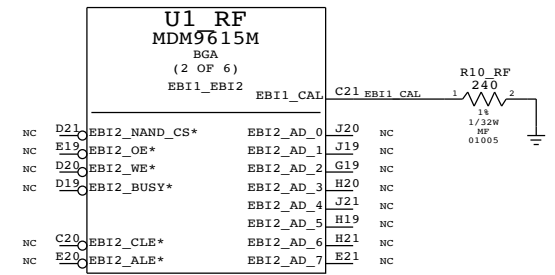 U1_RF
MDM9615M
BGA
(2 OF 6)
EBI1_EBI2
EBI1_CAL C21 EBI1_CAL
R10_RF
240
1 2
1%
1/32W
MF
01005
NC D21 EBI2_NAND_CS* EBI2_AD_0 J20 NC
NC E19 EBI2_OE* EBI2_AD_1 J19 NC
NC D20 EBI2_WE* EBI2_AD_2 G19 NC
NC D19 EBI2_BUSY* EBI2_AD_3 H20 NC
EBI2_AD_4 J21 NC
EBI2_AD_5 H19 NC
NC C20 EBI2_CLE* EBI2_AD_6 H21 NC
NC E20 EBI2_ALE* EBI2_AD_7 E21 NC